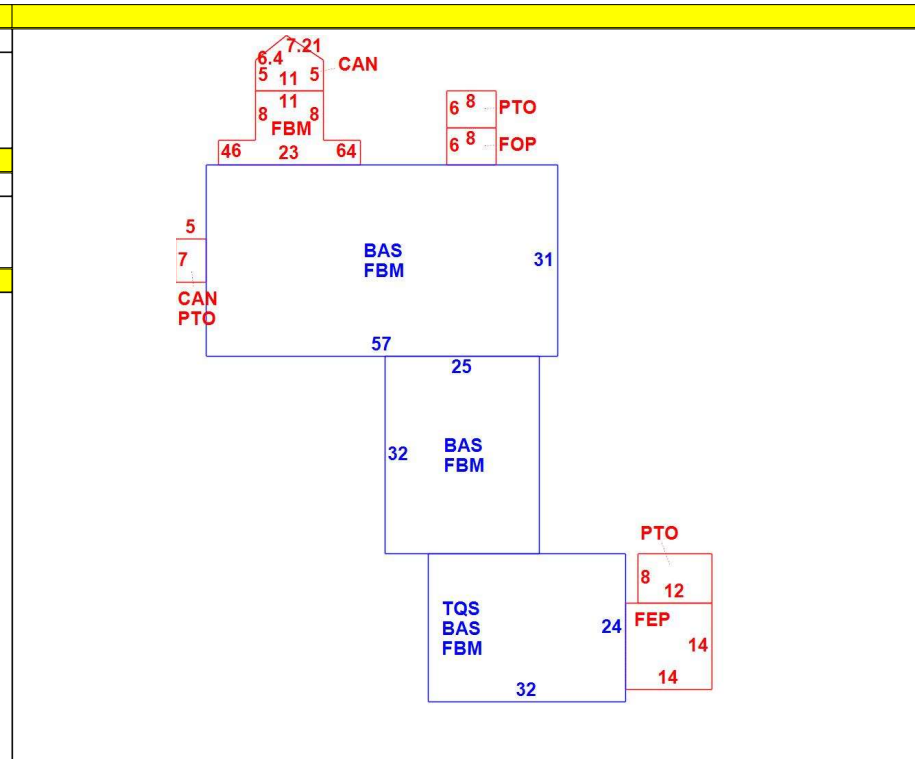 7.21
6.4
5 11 5 CAN
11
8 8
FBM
46 23 64
6 8 PTO
6 8 FOP
5
7
CAN
PTO
BAS
FBM
31
57
25
32
BAS
FBM
PTO
8
12
TQS
BAS
FBM
24
FEP
14
14
32